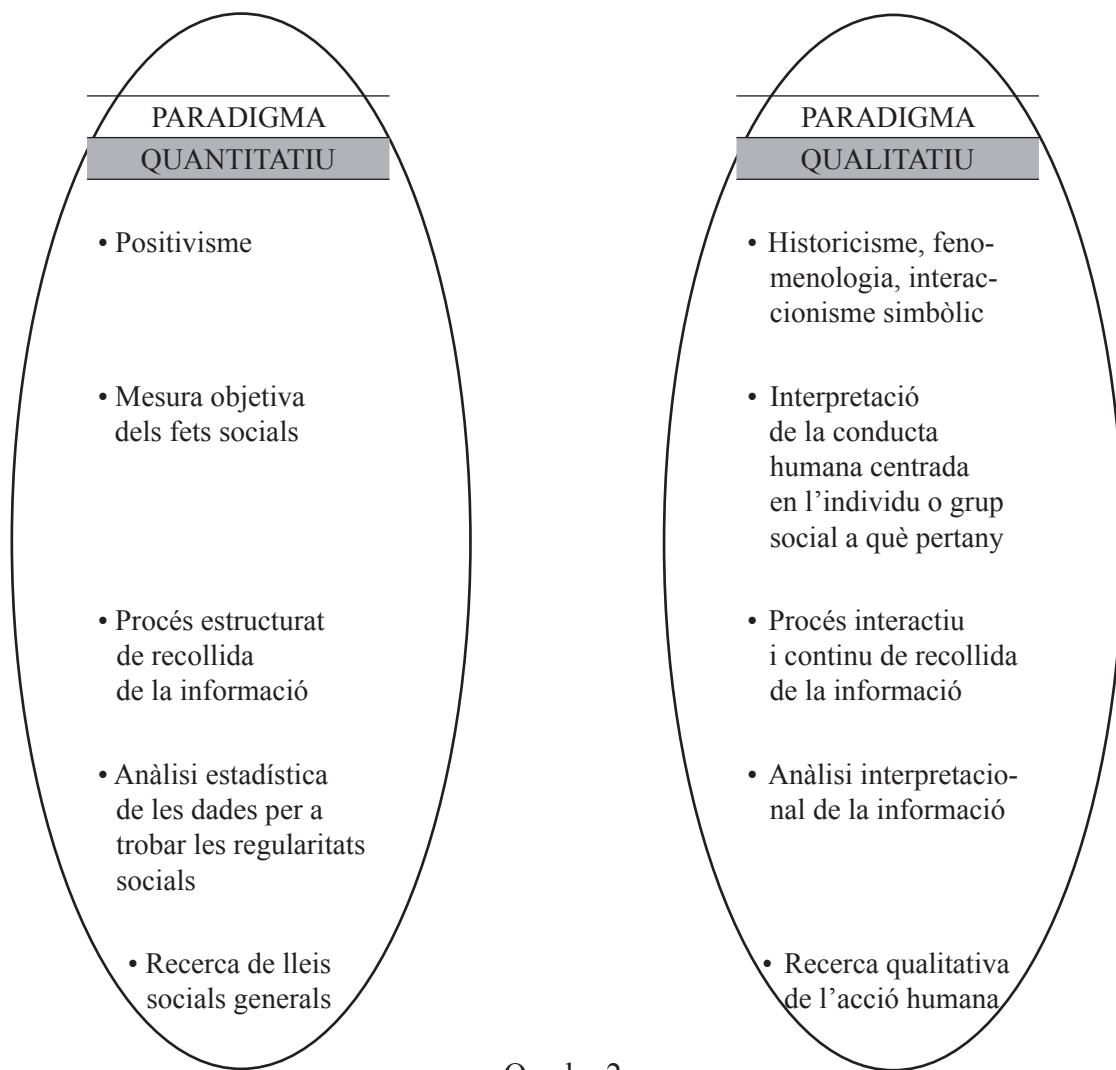 PARADIGMA
QUANTITATIU
• Positivisme
• Mesura objetiva
dels fets socials
• Procés estructurat
de recollida
de la informació
• Anàlisi estadística
de les dades per a
trobar les regularitats
socials
• Recerca de lleis
socials generals
PARADIGMA
QUALITATIU
• Historicisme, feno-
menologia, interac-
cionisme simbòlic
• Interpretació
de la conducta
humana centrada
en l’individu o grup
social a què pertany
• Procés interactiu
i continu de recollida
de la informació
• Anàlisi interpretacio-
nal de la informació
• Recerca qualitativa
de l’acció humana